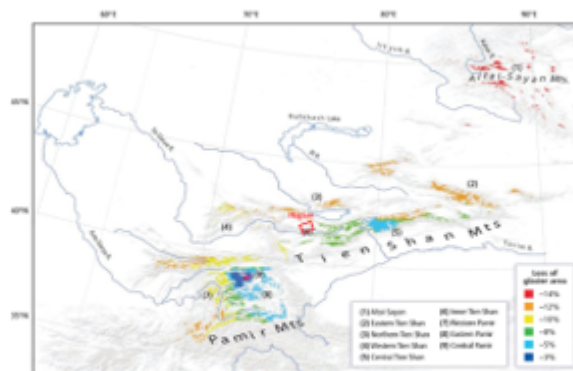 60°E 70°E 80°E 90°E
(1)
Altai-Sayan Mts.
45°N
Balkhash Lake
(2)
(3)
40°N
(4)
(5)
Tien Shan Mts
Tarim R.
(7)
(8)
35°N
Pamir Mts
Loss of
glacier area
~14%
~12%
~10%
~8%
~5%
~3%
(1) Altai Sayan
(2) Eastern Tien Shan
(3) Northern Tien Shan
(4) Western Tien Shan
(5) Central Tien Shan
(6) Inner Tien Shan
(7) Western Pamir
(8) Eastern Pamir
(9) Central Pamir